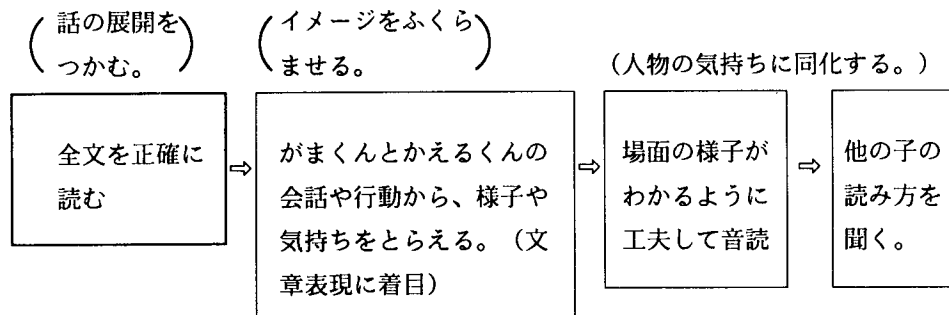 （話の展開を
つかむ。）
（イメージをふくら
ませる。）
（人物の気持ちに同化する。）
全文を正確に
読む
⇨
がまくんとかえるくんの
会話や行動から、様子や
気持ちをとらえる。（文
章表現に着目）
⇨
場面の様子が
わかるように
工夫して音読
⇨
他の子の
読み方を
聞く。